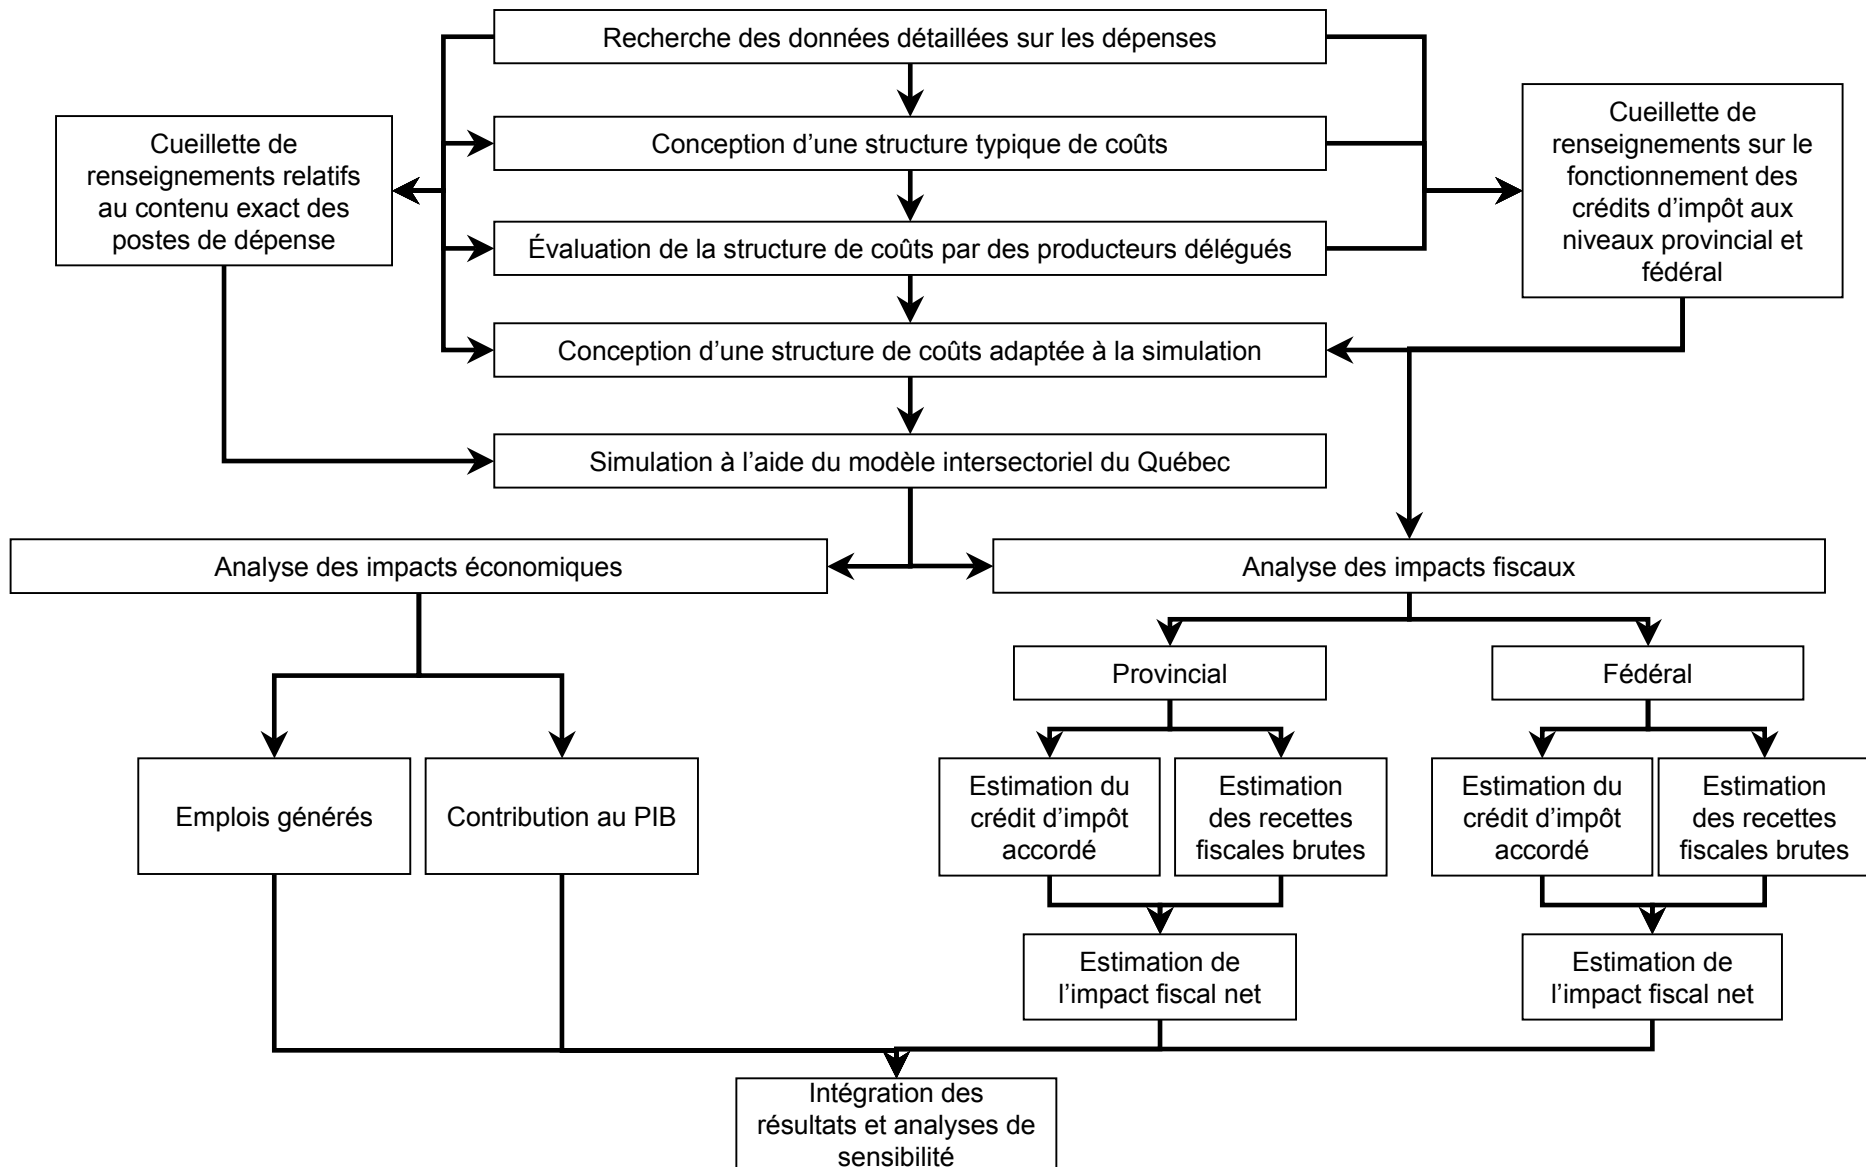 Recherche des données détaillées sur les dépenses
Cueillette de
renseignements relatifs
au contenu exact des
postes de dépense
Conception d’une structure typique de coûts
Cueillette de
renseignements sur le
fonctionnement des
crédits d’impôt aux
niveaux provincial et
fédéral
Évaluation de la structure de coûts par des producteurs délégués
Conception d’une structure de coûts adaptée à la simulation
Simulation à l’aide du modèle intersectoriel du Québec
Analyse des impacts économiques
Analyse des impacts fiscaux
Provincial
Fédéral
Emplois générés
Contribution au PIB
Estimation du
crédit d’impôt
accordé
Estimation
des recettes
fiscales brutes
Estimation du
crédit d’impôt
accordé
Estimation
des recettes
fiscales brutes
Estimation de
l’impact fiscal net
Estimation de
l’impact fiscal net
Intégration des
résultats et analyses de
sensibilité